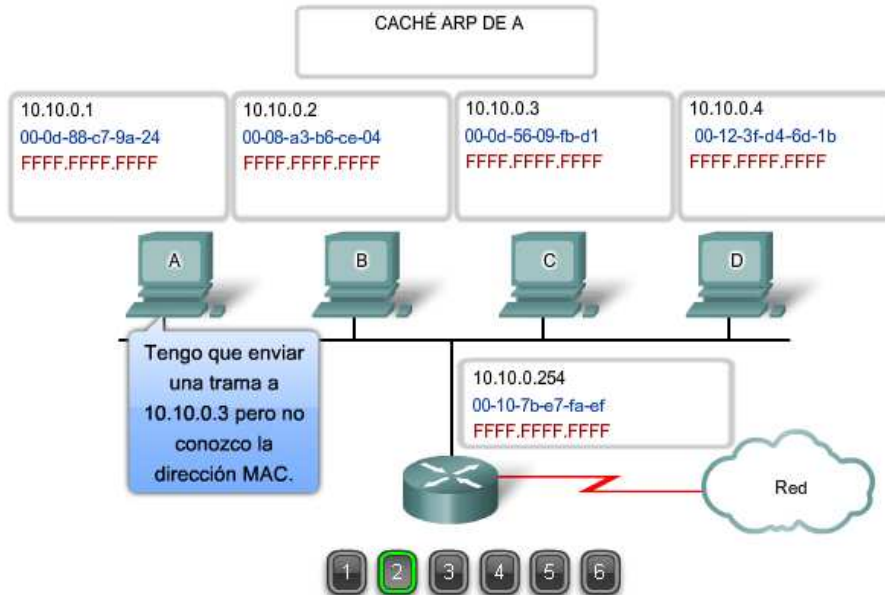 CACHÉ ARP DE A
10.10.0.1
00-0d-88-c7-9a-24
FFFF.FFFF.FFFF
10.10.0.2
00-08-a3-b6-ce-04
FFFF.FFFF.FFFF
10.10.0.3
00-0d-56-09-fb-d1
FFFF.FFFF.FFFF
10.10.0.4
00-12-3f-d4-6d-1b
FFFF.FFFF.FFFF
A
B
C
D
Tengo que enviar
una trama a
10.10.0.3 pero no
conozco la
dirección MAC.
10.10.0.254
00-10-7b-e7-fa-ef
FFFF.FFFF.FFFF
Red
1 2 3 4 5 6